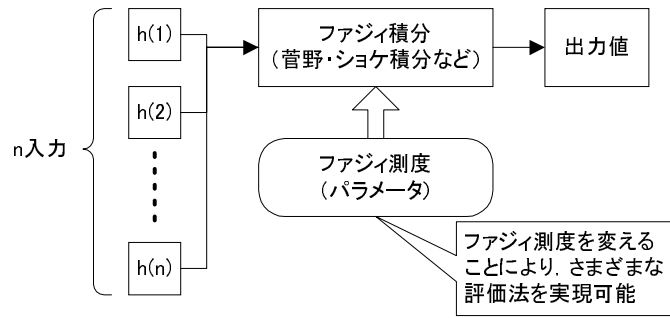 n入力
h(1)
h(2)
h(n)
ファジィ積分
(菅野・ショケ積分など)
出力値
ファジィ測度
(パラメータ)
ファジィ測度を変える
ことにより, さまざまな
評価法を実現可能